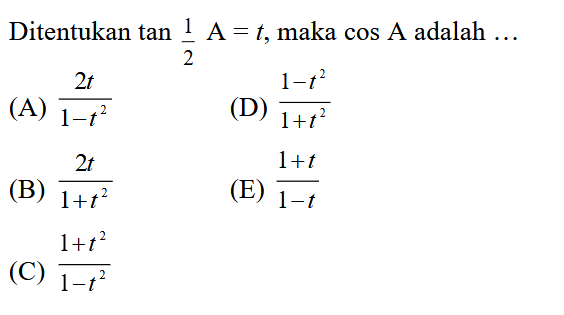 Ditentukan tan 1/2 A = t, maka cos A adalah …
(A) 2t/(1−t²) (D) (1−t²)/(1+t²)
(B) 2t/(1+t²) (E) (1+t)/(1−t)
(C) (1+t²)/(1−t²)